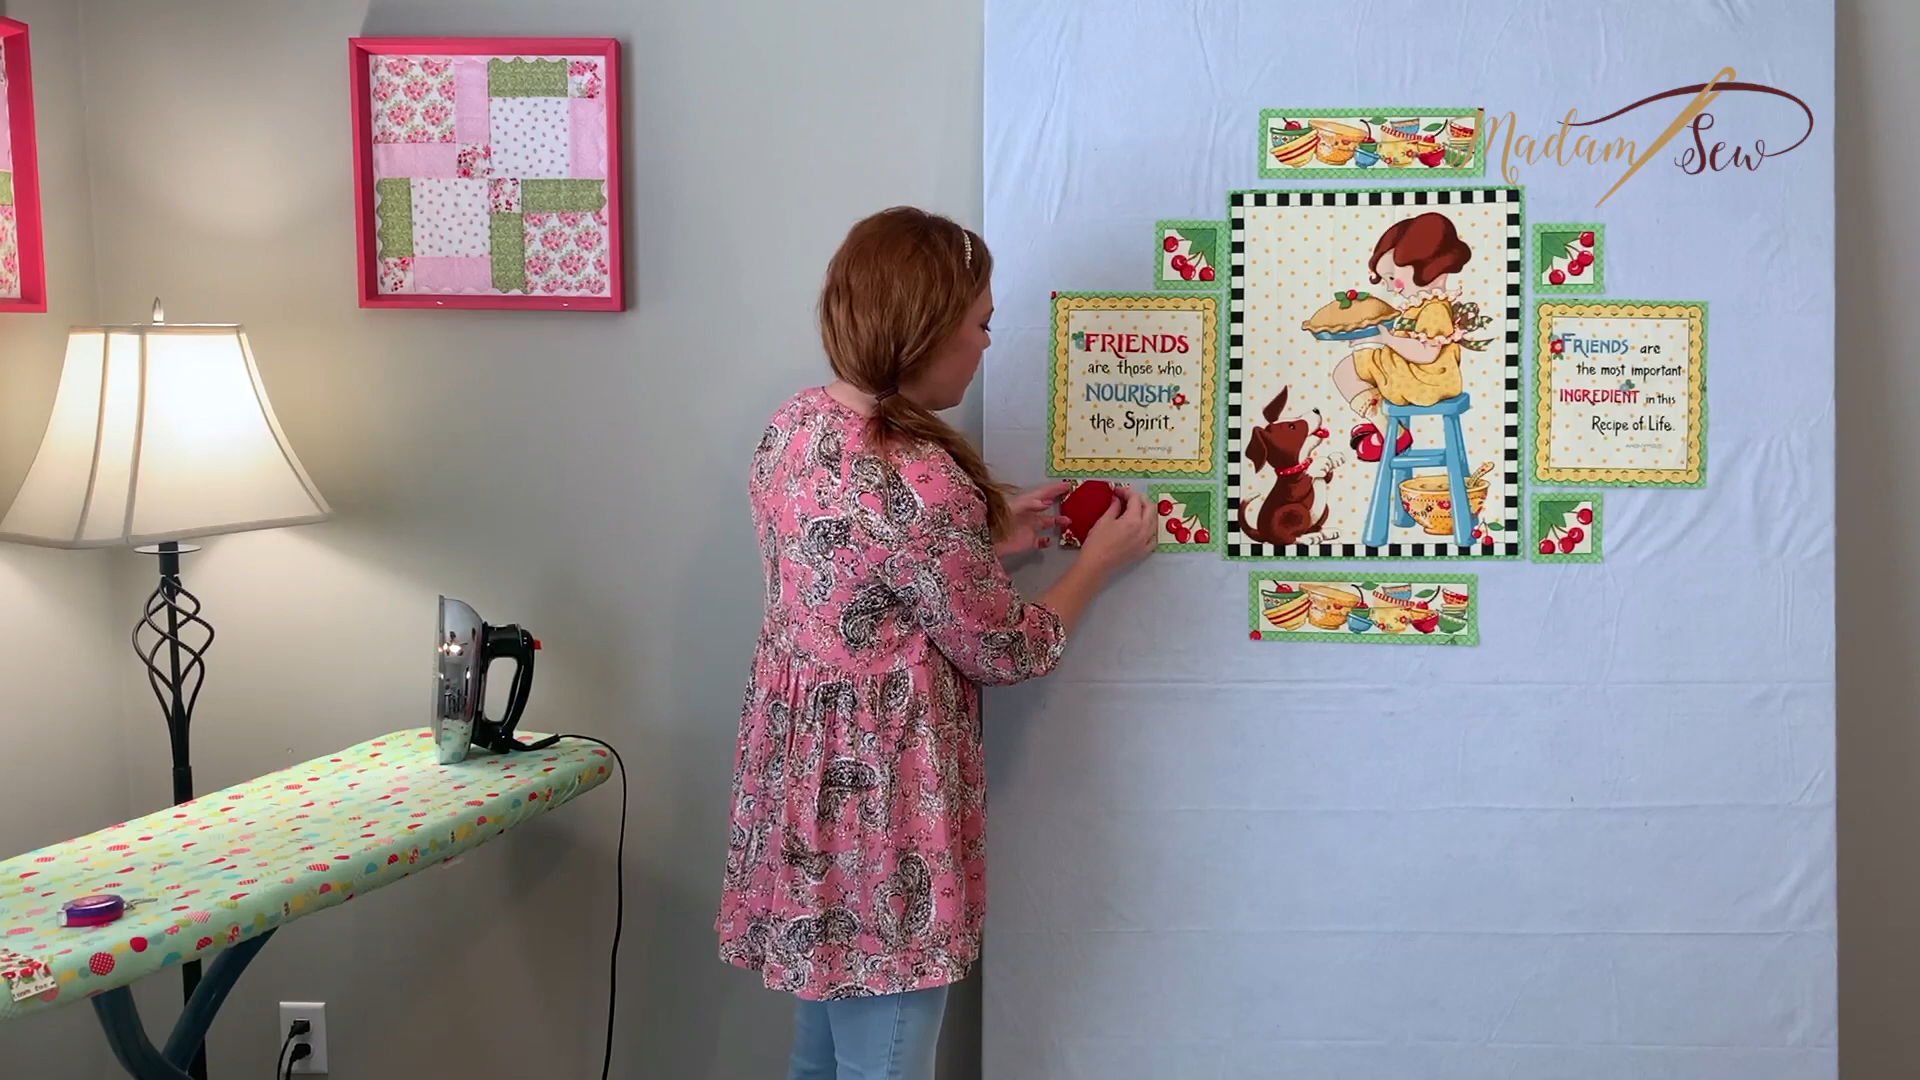 Madam Sew
FRIENDS
are those who
NOURISH
the Spirit.
FRIENDS are
the most important
INGREDIENT in this
Recipe of Life.